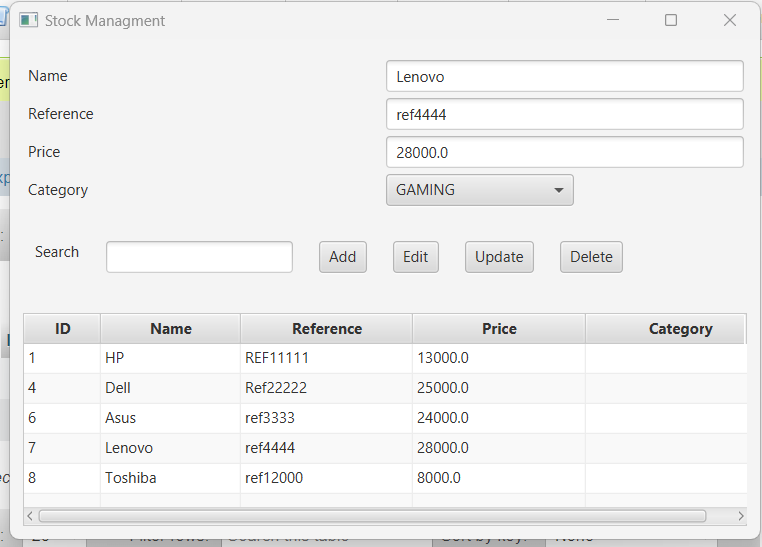 Stock Managment
Name Lenovo
Reference ref4444
Price 28000.0
Category GAMING
Search Add Edit Update Delete
ID Name Reference Price Category
1 HP REF11111 13000.0
4 Dell Ref22222 25000.0
6 Asus ref3333 24000.0
7 Lenovo ref4444 28000.0
8 Toshiba ref12000 8000.0